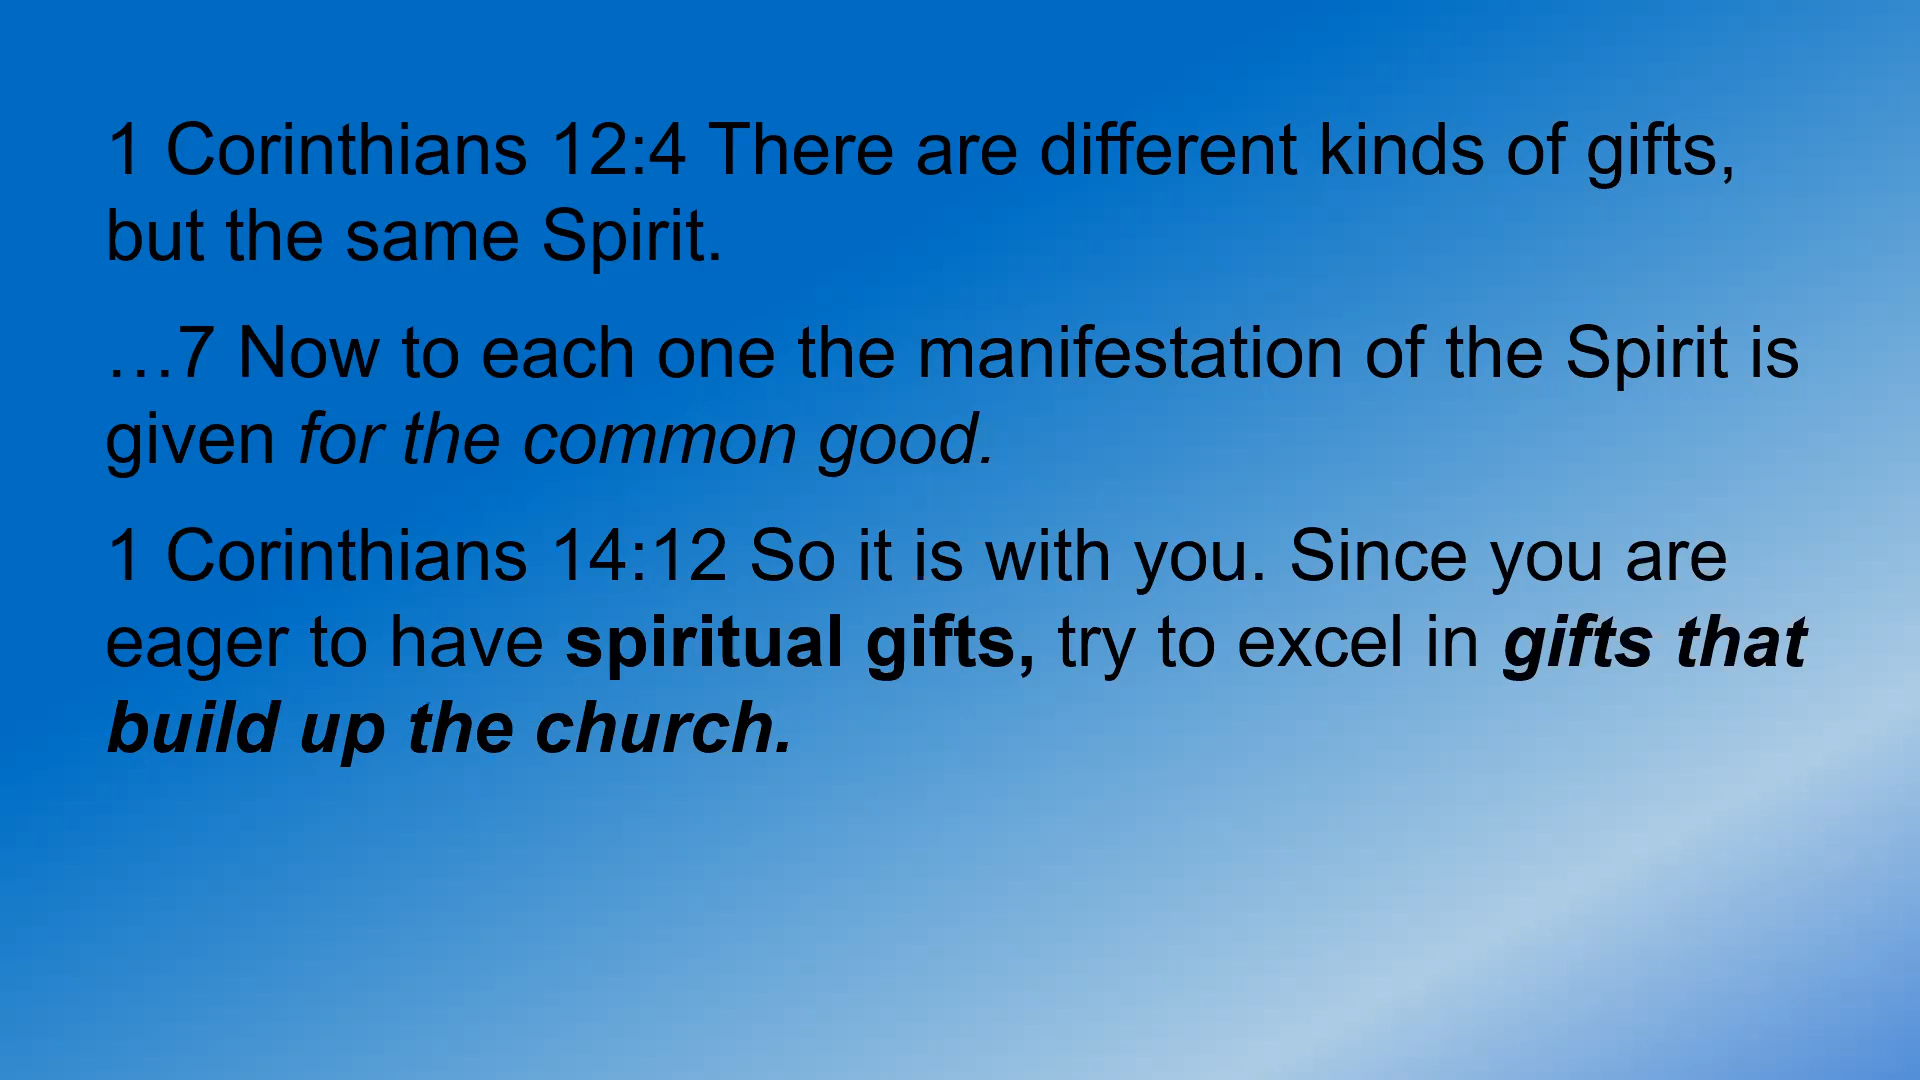 1 Corinthians 12:4 There are different kinds of gifts,
but the same Spirit.
…7 Now to each one the manifestation of the Spirit is
given for the common good.
1 Corinthians 14:12 So it is with you. Since you are
eager to have spiritual gifts, try to excel in gifts that
build up the church.